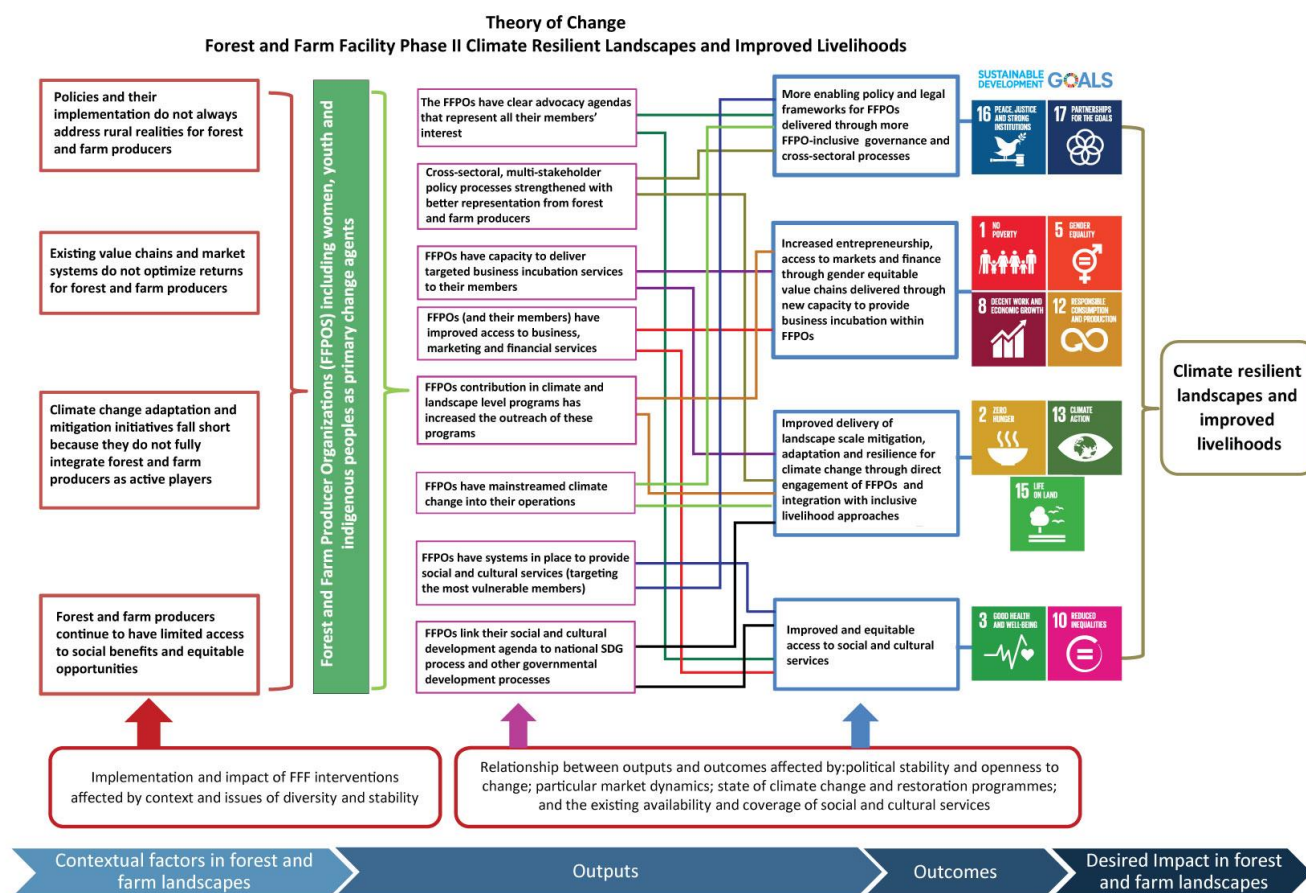 Theory of Change
Forest and Farm Facility Phase II Climate Resilient Landscapes and Improved Livelihoods
Policies and their
implementation do not always
address rural realities for forest
and farm producers
Existing value chains and market
systems do not optimize returns
for forest and farm producers
Climate change adaptation and
mitigation initiatives fall short
because they do not fully
integrate forest and farm
producers as active players
Forest and farm producers
continue to have limited access
to social benefits and equitable
opportunities
Forest and Farm Producer Organizations (FFPOS) including women, youth and
indigenous peoples as primary change agents
The FFPOs have clear advocacy agendas
that represent all their members'
interest
Cross-sectoral, multi-stakeholder
policy processes strengthened with
better representation from forest
and farm producers
FFPOs have capacity to deliver
targeted business incubation services
to their members
FFPOs (and their members) have
improved access to business,
marketing and financial services
FFPOs contribution in climate and
landscape level programs has
increased the outreach of these
programs
FFPOs have mainstreamed climate
change into their operations
FFPOs have systems in place to provide
social and cultural services (targeting
the most vulnerable members)
FFPOs link their social and cultural
development agenda to national SDG
process and other governmental
development processes
More enabling policy and legal
frameworks for FFPOs
delivered through more
FFPO-inclusive governance and
cross-sectoral processes
Increased entrepreneurship,
access to markets and finance
through gender equitable
value chains delivered through
new capacity to provide
business incubation within
FFPOs
Improved delivery of
landscape scale mitigation,
adaptation and resilience for
climate change through direct
engagement of FFPOs and
integration with inclusive
livelihood approaches
Improved and equitable
access to social and cultural
services
SUSTAINABLE
DEVELOPMENT GOALS
16 PEACE, JUSTICE
AND STRONG
INSTITUTIONS
17 PARTNERSHIPS
FOR THE GOALS
1 NO
POVERTY
5 GENDER
EQUALITY
8 DECENT WORK AND
ECONOMIC GROWTH
12 RESPONSIBLE
CONSUMPTION
AND PRODUCTION
2 ZERO
HUNGER
13 CLIMATE
ACTION
15 LIFE
ON LAND
3 GOOD HEALTH
AND WELL-BEING
10 REDUCED
INEQUALITIES
Climate resilient
landscapes and
improved
livelihoods
Implementation and impact of FFF interventions
affected by context and issues of diversity and stability
Relationship between outputs and outcomes affected by:political stability and openness to
change; particular market dynamics; state of climate change and restoration programmes;
and the existing availability and coverage of social and cultural services
Contextual factors in forest and
farm landscapes
Outputs
Outcomes
Desired Impact in forest
and farm landscapes